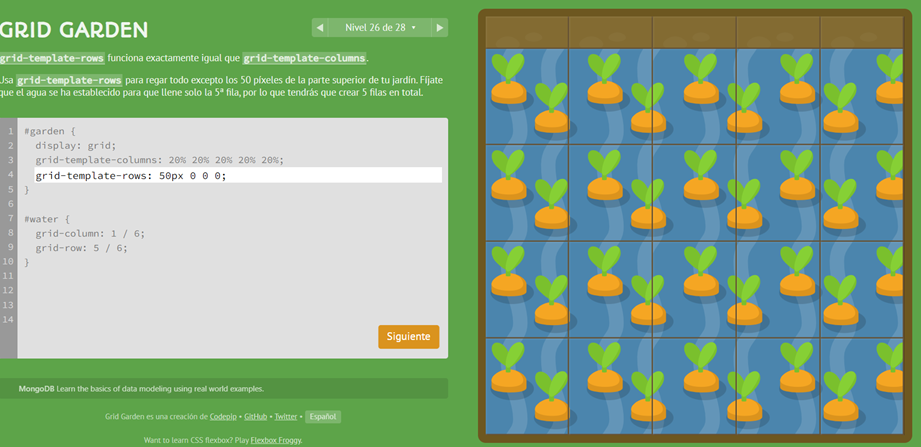 GRID GARDEN
Nivel 26 de 28
grid-template-rows funciona exactamente igual que grid-template-columns.
Usa grid-template-rows para regar todo excepto los 50 píxeles de la parte superior de tu jardín. Fíjate
que el agua se ha establecido para que llene solo la 5ª fila, por lo que tendrás que crear 5 filas en total.
1 #garden {
2 display: grid;
3 grid-template-columns: 20% 20% 20% 20% 20%;
4 grid-template-rows: 50px 0 0 0;
5 }
6
7 #water {
8 grid-column: 1 / 6;
9 grid-row: 5 / 6;
10 }
11
12
13
14
Siguiente
MongoDB Learn the basics of data modeling using real world examples.
Grid Garden es una creación de Codepip • GitHub • Twitter • Español
Want to learn CSS flexbox? Play Flexbox Froggy.